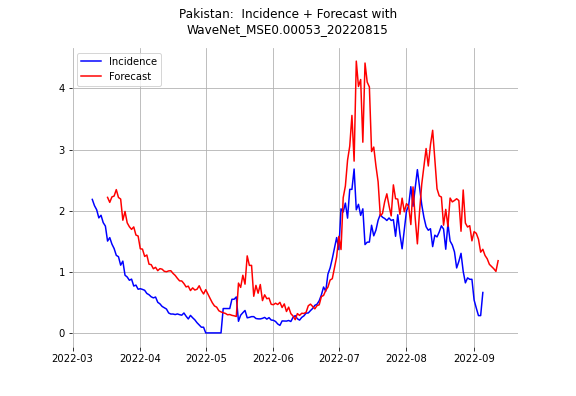 Pakistan:  Incidence + Forecast with
WaveNet_MSE0.00053_20220815
Incidence
Forecast
4
3
2
1
0
2022-03 2022-04 2022-05 2022-06 2022-07 2022-08 2022-09